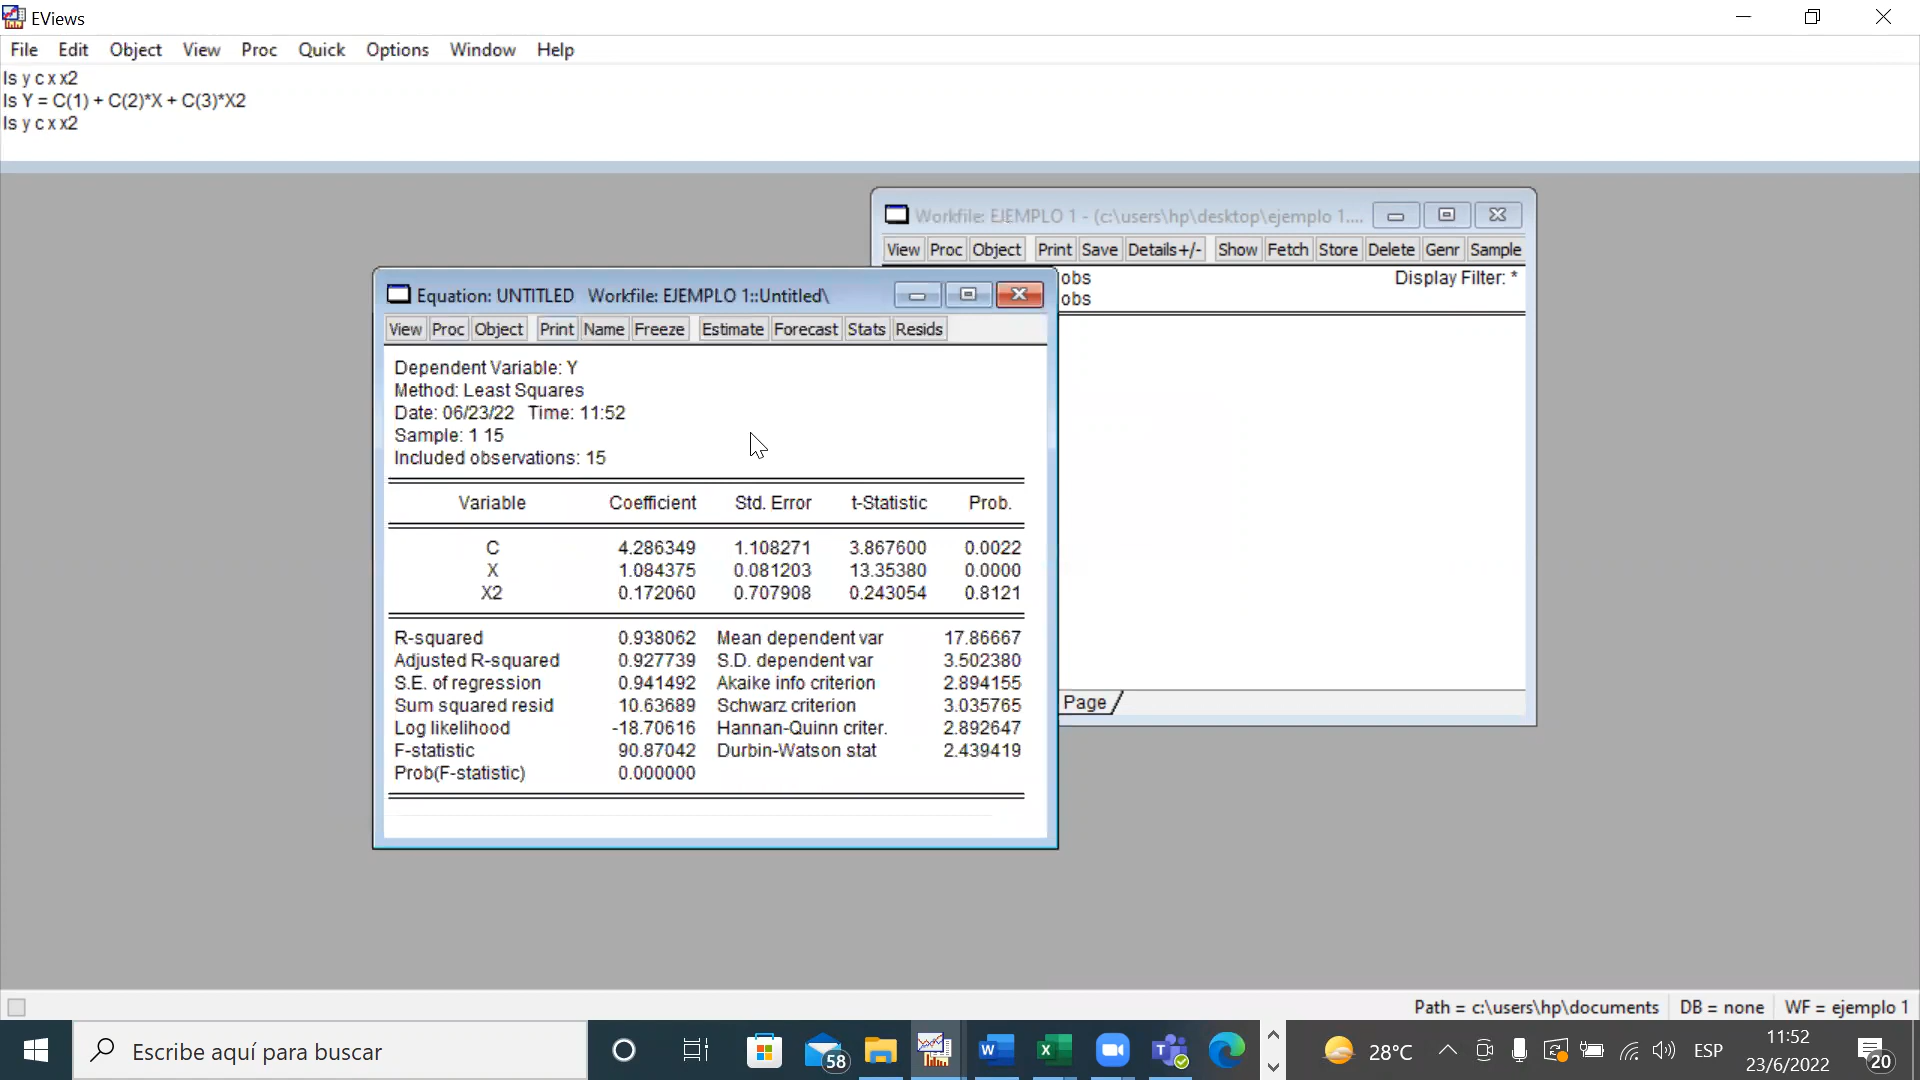 EViews
File Edit Object View Proc Quick Options Window Help
ls y c x x2
ls Y = C(1) + C(2)*X + C(3)*X2
ls y c x x2
Workfile: EJEMPLO 1 - (c:\users\hp\desktop\ejemplo 1....
View Proc Object Print Save Details+/- Show Fetch Store Delete Genr Sample
obs Display Filter: *
obs
Equation: UNTITLED Workfile: EJEMPLO 1::Untitled\
View Proc Object Print Name Freeze Estimate Forecast Stats Resids
Dependent Variable: Y
Method: Least Squares
Date: 06/23/22 Time: 11:52
Sample: 1 15
Included observations: 15
Variable Coefficient Std. Error t-Statistic Prob.
C 4.286349 1.108271 3.867600 0.0022
X 1.084375 0.081203 13.35380 0.0000
X2 0.172060 0.707908 0.243054 0.8121
R-squared 0.938062 Mean dependent var 17.86667
Adjusted R-squared 0.927739 S.D. dependent var 3.502380
S.E. of regression 0.941492 Akaike info criterion 2.894155
Sum squared resid 10.63689 Schwarz criterion 3.035765
Log likelihood -18.70616 Hannan-Quinn criter. 2.892647
F-statistic 90.87042 Durbin-Watson stat 2.439419
Prob(F-statistic) 0.000000
Page
Path = c:\users\hp\documents DB = none WF = ejemplo 1
Escribe aquí para buscar
58
28°C
ESP
11:52
23/6/2022
20